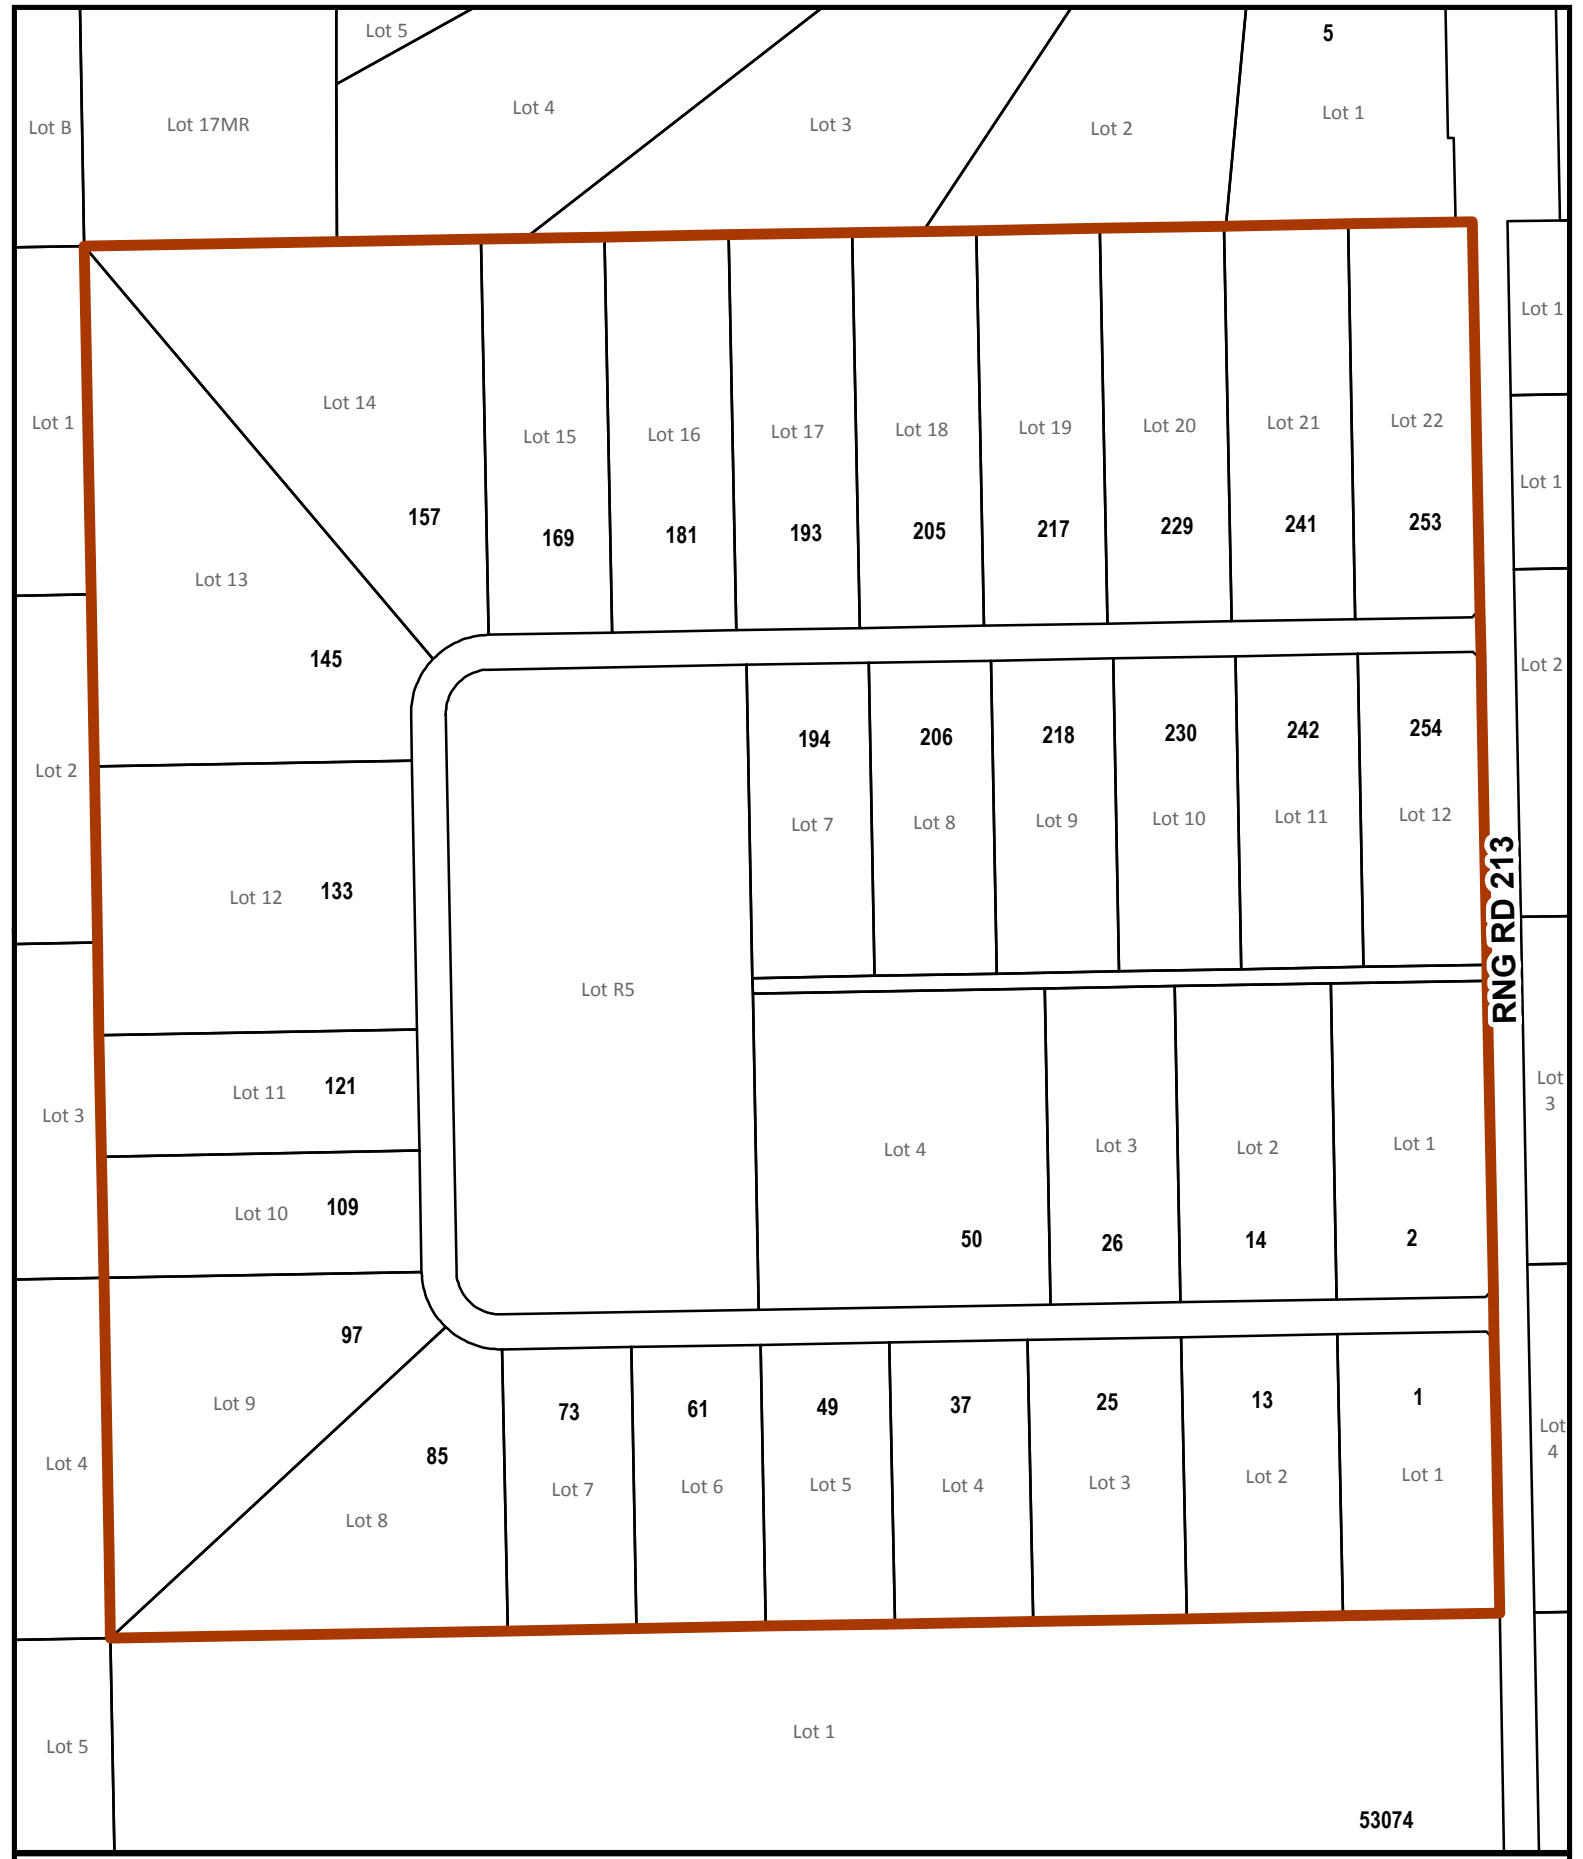 Lot 5
5
Lot 4
Lot 1
Lot B
Lot 17MR
Lot 3
Lot 2
Lot 1
Lot 1
Lot 14
Lot 15
Lot 16
Lot 17
Lot 18
Lot 19
Lot 20
Lot 21
Lot 22
Lot 1
157
169
181
193
205
217
229
241
253
Lot 13
145
Lot 2
Lot 2
194
206
218
230
242
254
Lot 7
Lot 8
Lot 9
Lot 10
Lot 11
Lot 12
RNG RD 213
Lot 12
133
Lot R5
Lot 3
Lot 11
121
Lot
3
Lot 4
Lot 3
Lot 2
Lot 1
Lot 10
109
50
26
14
2
97
Lot 9
85
Lot 8
73
61
49
37
25
13
1
Lot 7
Lot 6
Lot 5
Lot 4
Lot 3
Lot 2
Lot 1
Lot 4
Lot
4
Lot 5
Lot 1
53074